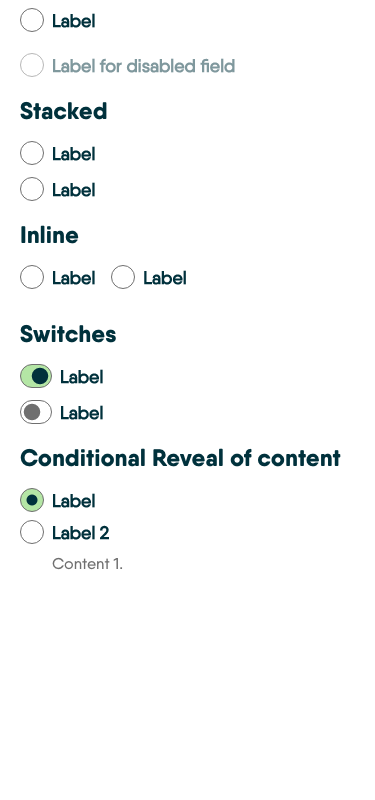 Label
Label for disabled field
Stacked
Label
Label
Inline
Label Label
Switches
Label
Label
Conditional Reveal of content
Label
Label 2
Content 1.